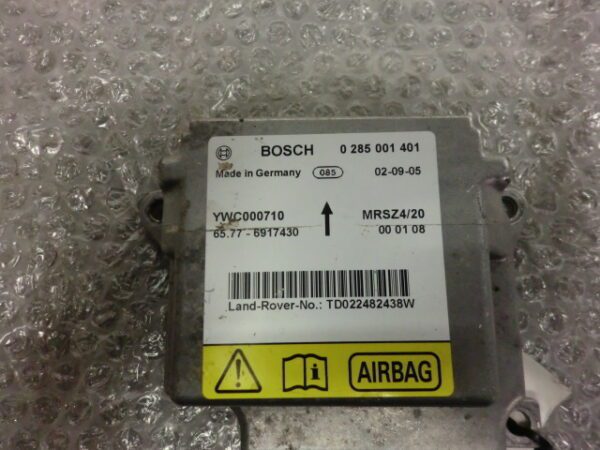 BOSCH 0 285 001 401
Made in Germany 085 02-09-05
YWC000710 MRSZ4/20
65.77 - 6917430 00 01 08
Land-Rover-No.: TD022482438W
AIRBAG